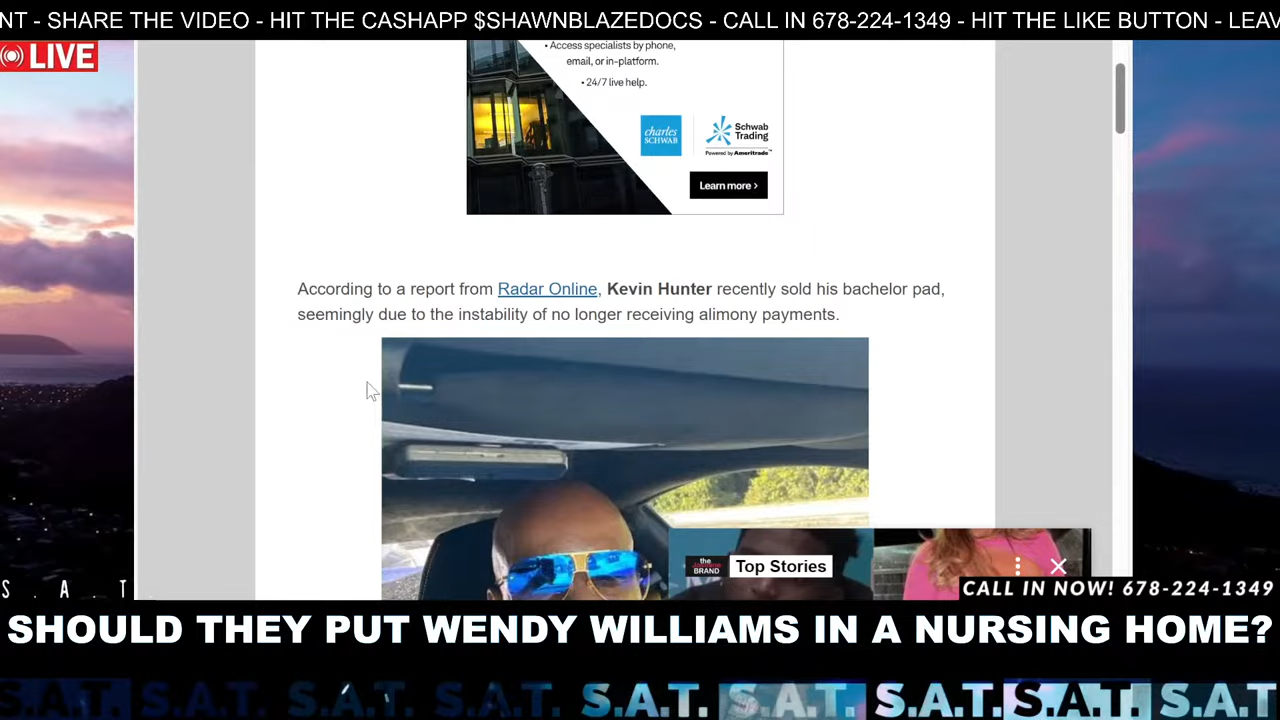 NT - SHARE THE VIDEO - HIT THE CASHAPP $SHAWNBLAZEDOCS - CALL IN 678-224-1349 - HIT THE LIKE BUTTON - LEAV
LIVE
• Access specialists by phone,
email, or in-platform.
• 24/7 live help.
charles
SCHWAB
Schwab
Trading
Powered by Ameritrade™
Learn more ›
According to a report from Radar Online, Kevin Hunter recently sold his bachelor pad,
seemingly due to the instability of no longer receiving alimony payments.
the
Jasmine
BRAND
Top Stories
S. A. T
CALL IN NOW! 678-224-1349
SHOULD THEY PUT WENDY WILLIAMS IN A NURSING HOME?
S.A.T. S.A.T. S.A.T. S.A.T. S.A.T. S.A.T. S.A.T. S.A.T. S.A.T